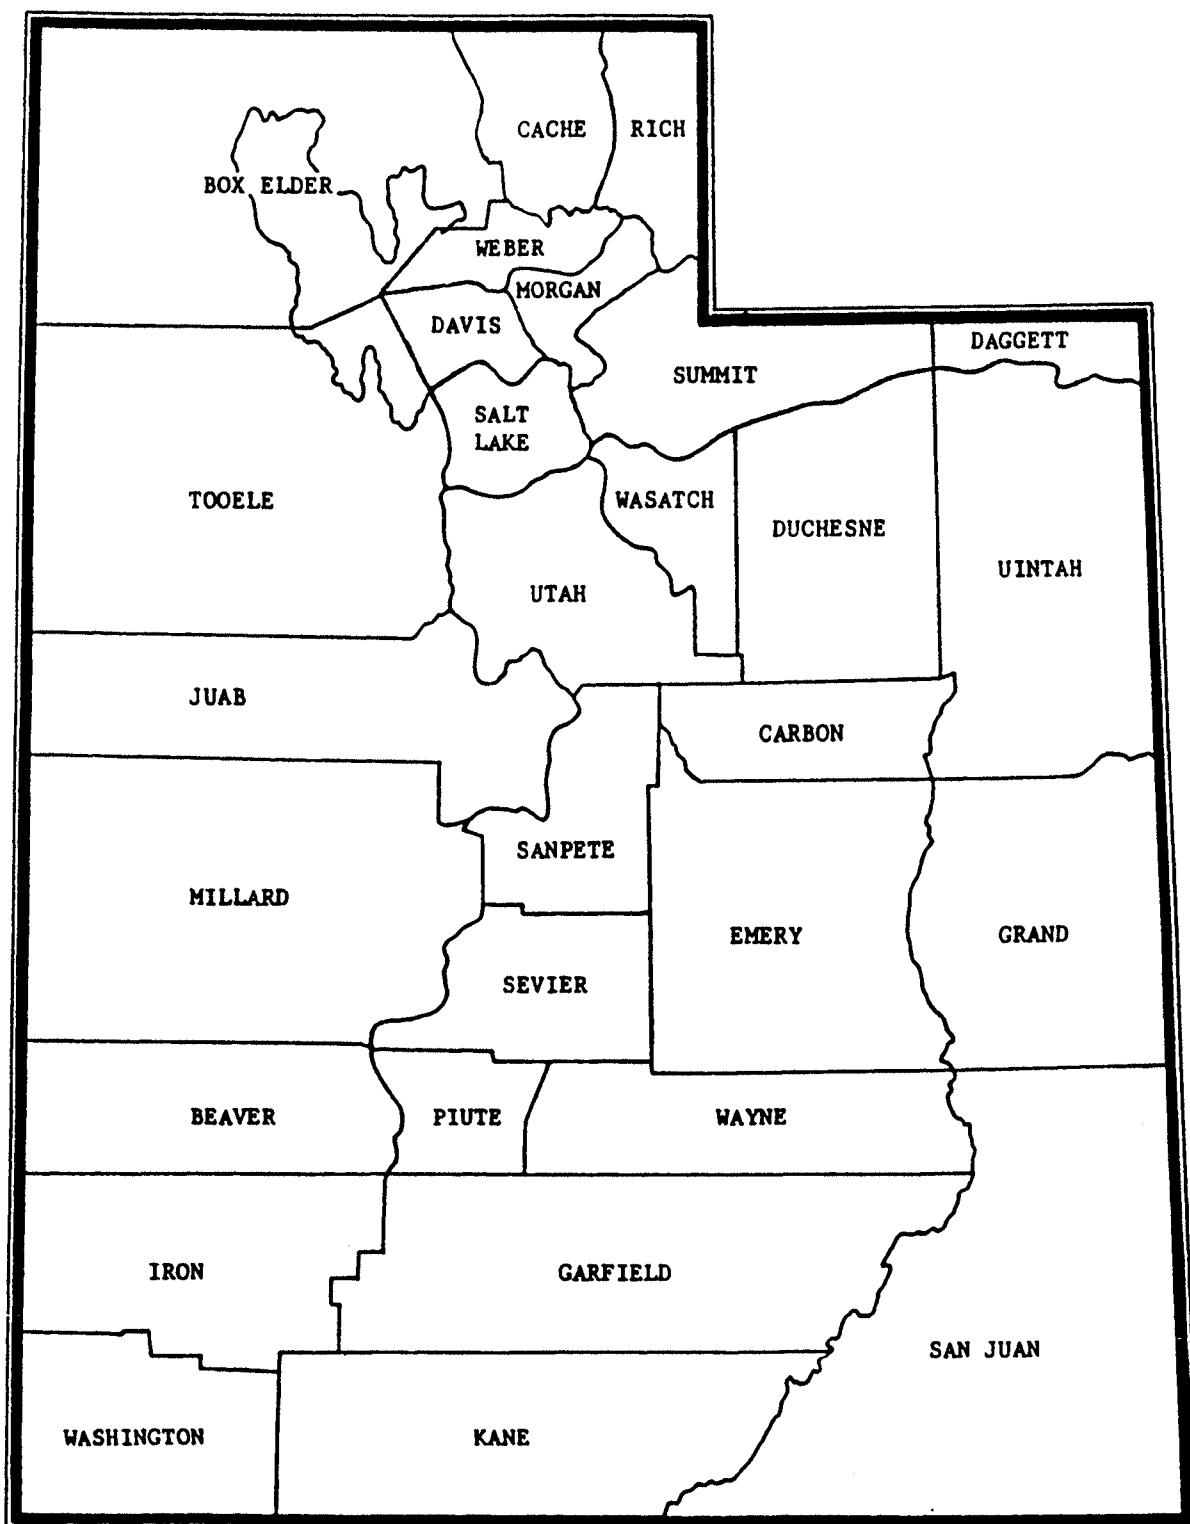 CACHE
RICH
BOX ELDER
WEBER
MORGAN
DAVIS
DAGGETT
SUMMIT
SALT
LAKE
TOOELE
WASATCH
DUCHESNE
UINTAH
UTAH
JUAB
CARBON
SANPETE
MILLARD
EMERY
GRAND
SEVIER
BEAVER
PIUTE
WAYNE
IRON
GARFIELD
SAN JUAN
WASHINGTON
KANE